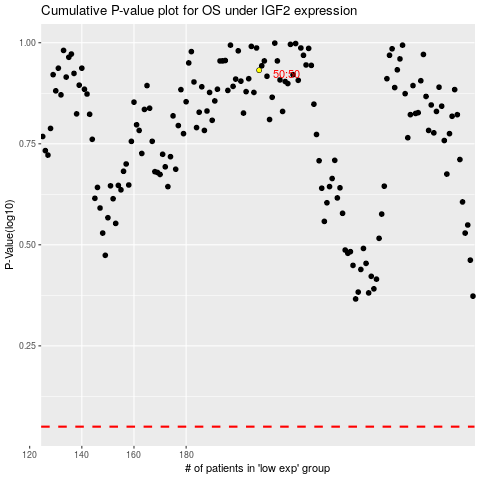 Cumulative P-value plot for OS under IGF2 expression
P-Value(log10)
1.00
0.75
0.50
0.25
50:50
120 140 160 180
# of patients in 'low exp' group